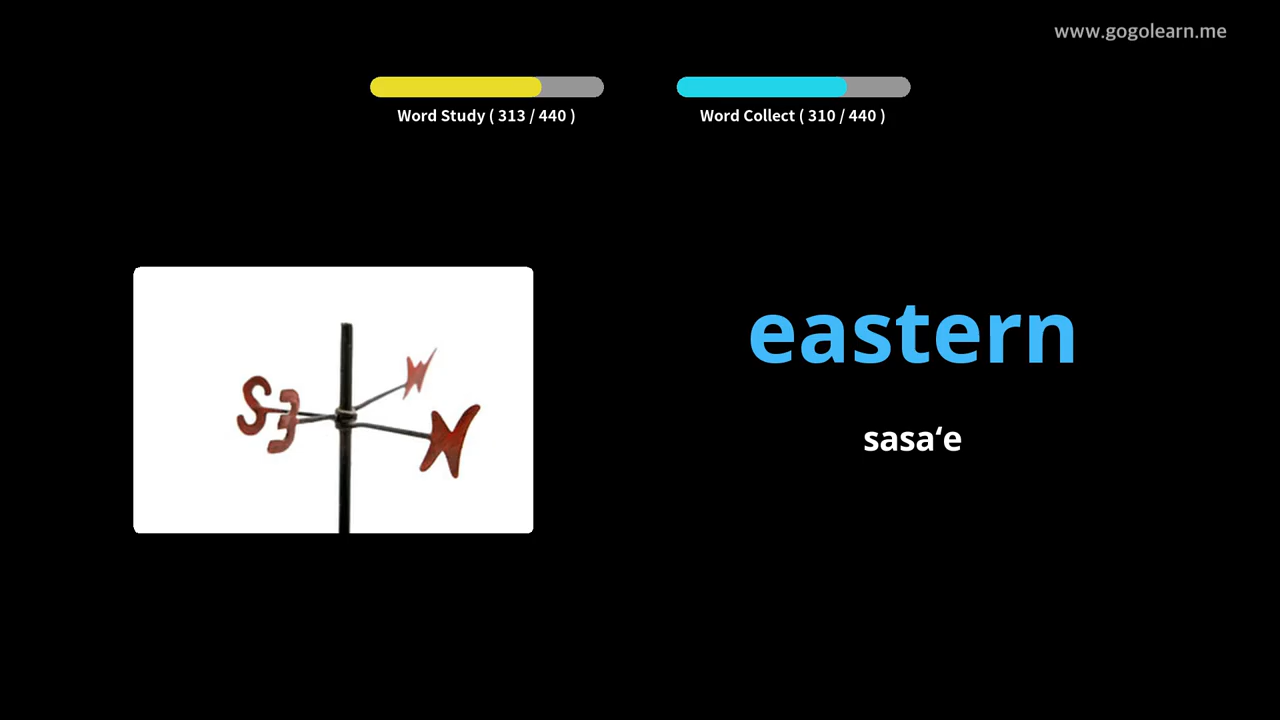 www.gogolearn.me
Word Study ( 313 / 440 )
Word Collect ( 310 / 440 )
S
E
N
W
eastern
sasa‘e